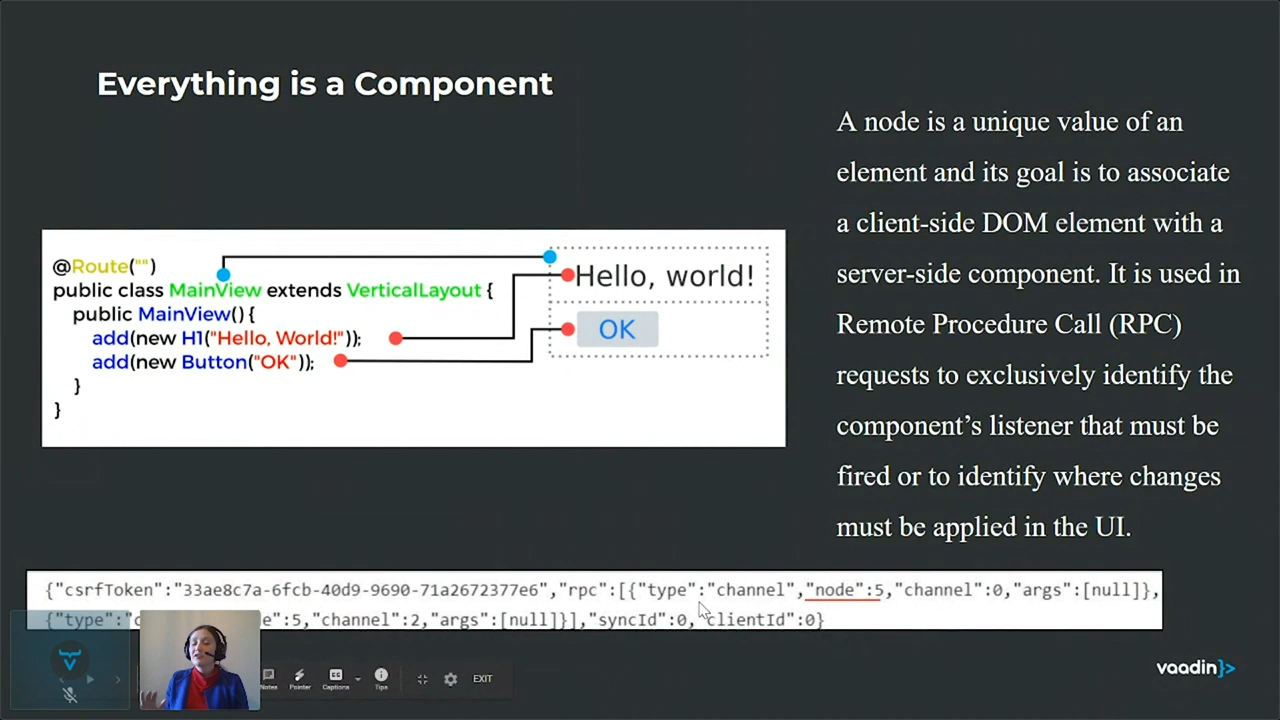 Everything is a Component
A node is a unique value of an
element and its goal is to associate
a client-side DOM element with a
server-side component. It is used in
Remote Procedure Call (RPC)
requests to exclusively identify the
component’s listener that must be
fired or to identify where changes
must be applied in the UI.
@Route("")
public class MainView extends VerticalLayout {
public MainView() {
add(new H1("Hello, World!"));
add(new Button("OK"));
}
}
Hello, world!
OK
{"csrfToken":"33ae8c7a-6fcb-40d9-9690-71a2672377e6","rpc":[{"type":"channel","node":5,"channel":0,"args":[null]},
{"type":":5,"channel":2,"args":[null]}],"syncId":0,"clientId":0}
Notes Pointer Captions Tips EXIT
vaadin}>